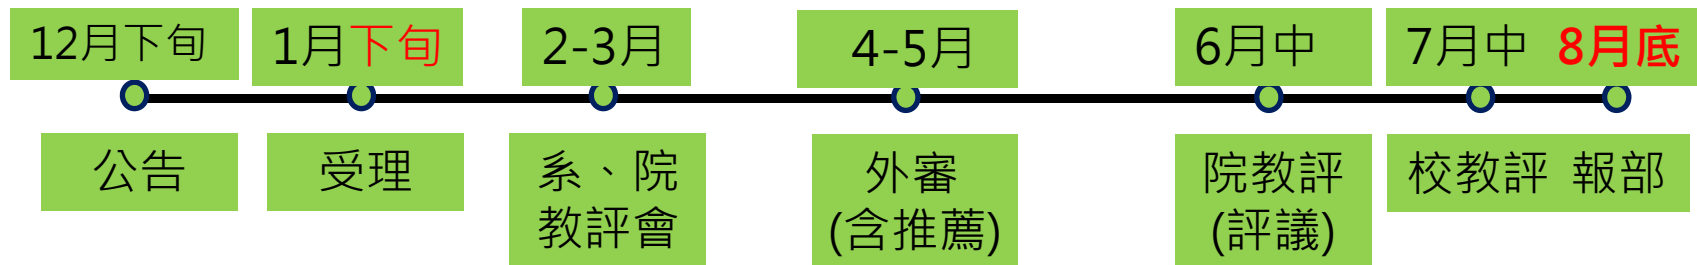 12月下旬
1月下旬
2-3月
4-5月
6月中
7月中 8月底
公告
受理
系、院
教評會
外審
(含推薦)
院教評
(評議)
校教評 報部